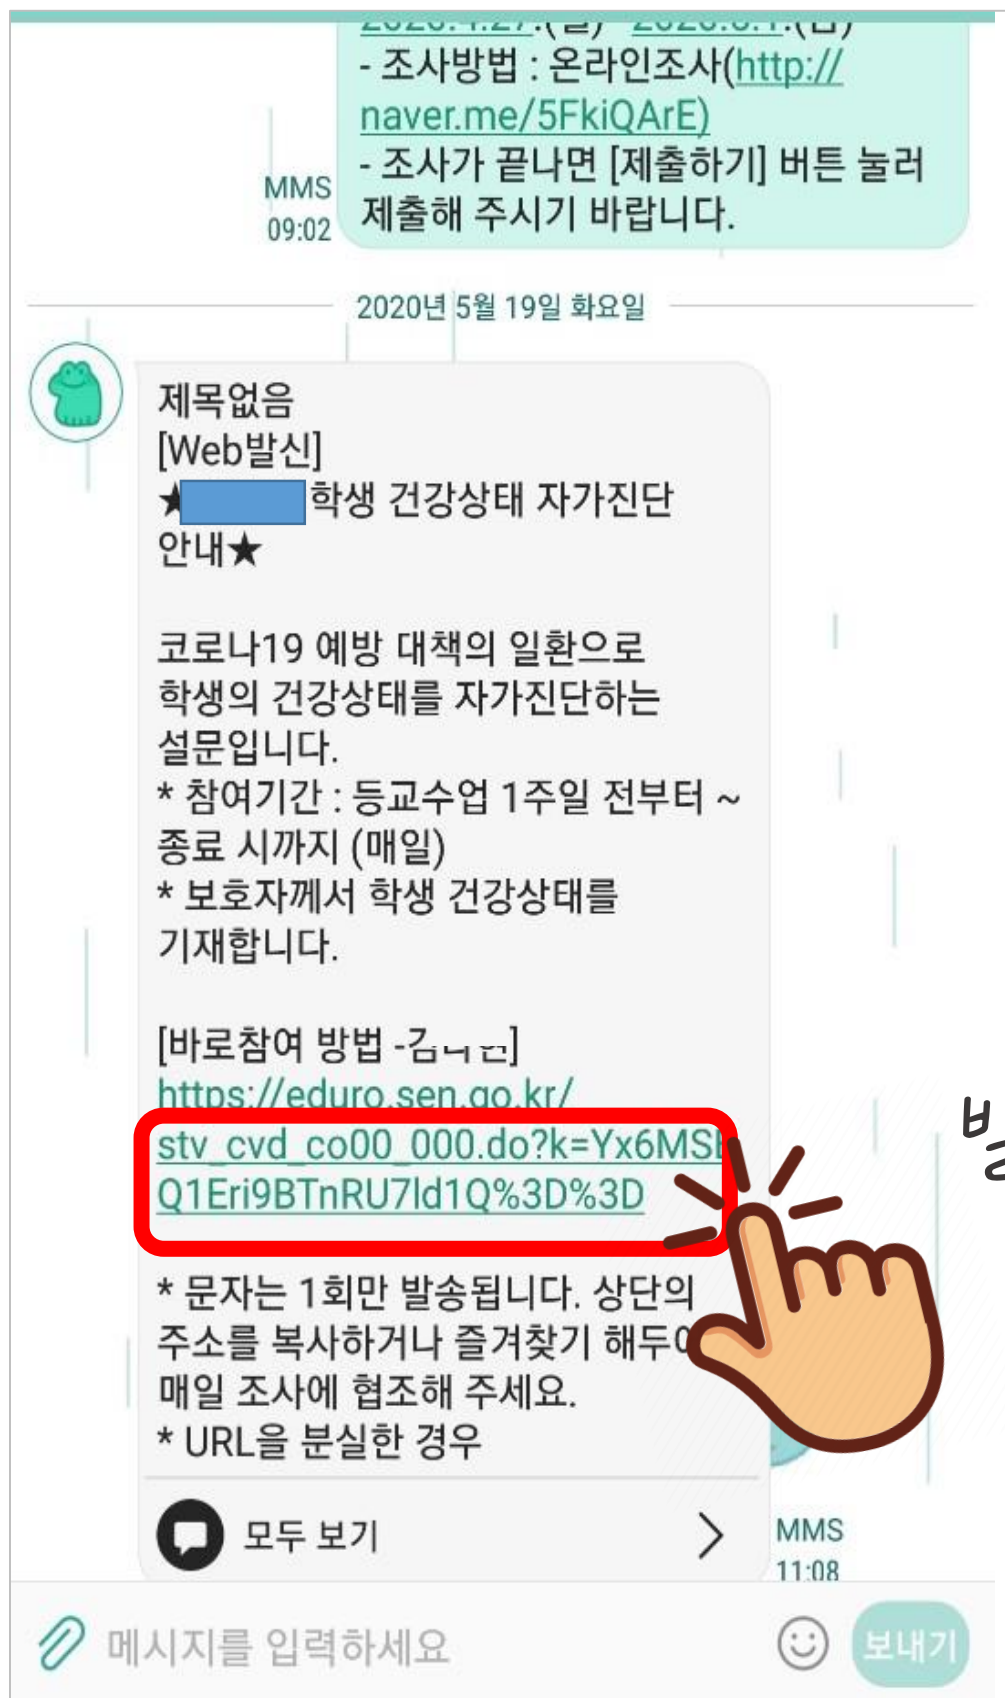 - 조사방법 : 온라인조사(http://
naver.me/5FkiQArE)
- 조사가 끝나면 [제출하기] 버튼 눌러
제출해 주시기 바랍니다.
MMS
09:02
2020년 5월 19일 화요일
제목없음
[Web발신]
★ 학생 건강상태 자가진단
안내★
코로나19 예방 대책의 일환으로
학생의 건강상태를 자가진단하는
설문입니다.
* 참여기간 : 등교수업 1주일 전부터 ~
종료 시까지 (매일)
* 보호자께서 학생 건강상태를
기재합니다.
[바로참여 방법 -김
https://eduro.sen.go.kr/
stv_cvd_co00_000.do?k=Yx6MS
Q1Eri9BTnRU7ld1Q%3D%3D
* 문자는 1회만 발송됩니다. 상단의
주소를 복사하거나 즐겨찾기
매일 조사에 협조해 주세요.
* URL을 분실한 경우
모두 보기
MMS
11:08
메시지를 입력하세요
보내기